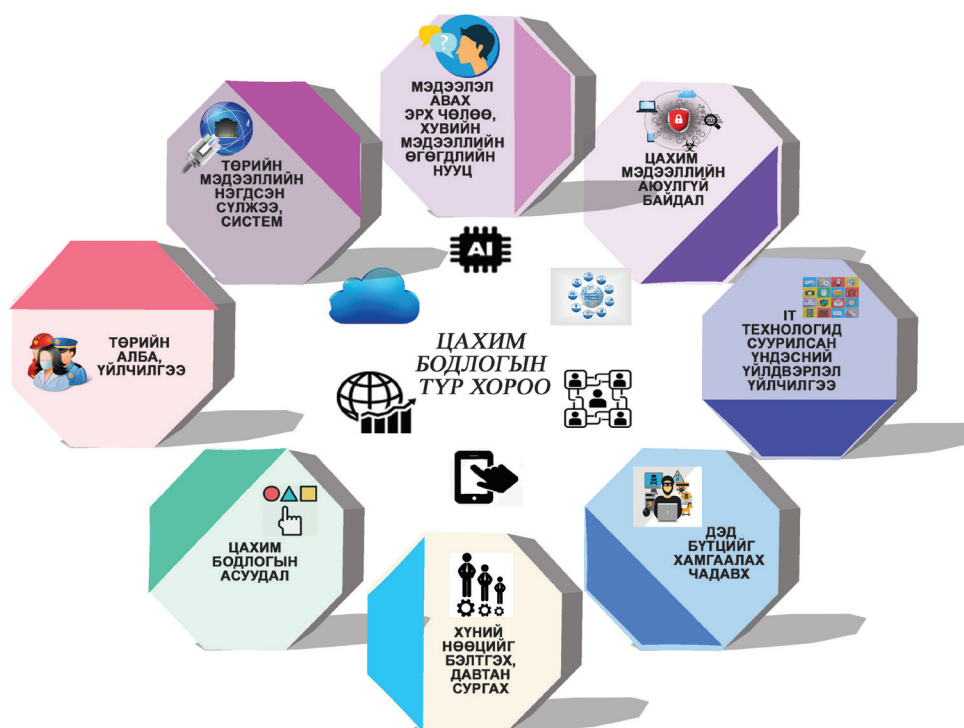 МЭДЭЭЛЭЛ
АВАХ
ЭРХ ЧӨЛӨӨ,
ХУВИЙН
МЭДЭЭЛЛИЙН
ӨГӨГДЛИЙН
НУУЦ
ТӨРИЙН
МЭДЭЭЛЛИЙН
НЭГДСЭН
СҮЛЖЭЭ,
СИСТЕМ
ЦАХИМ
МЭДЭЭЛЛИЙН
АЮУЛГҮЙ
БАЙДАЛ
AI
ТӨРИЙН
АЛБА,
ҮЙЛЧИЛГЭЭ
ЦАХИМ
БОДЛОГЫН
ТҮР ХОРОО
IT
ТЕХНОЛОГИД
СУУРИЛСАН
ҮНДЭСНИЙ
ҮЙЛДВЭРЛЭЛ
ҮЙЛЧИЛГЭЭ
ЦАХИМ
БОДЛОГЫН
АСУУДАЛ
ДЭД
БҮТЦИЙГ
ХАМГААЛАХ
ЧАДАВХ
ХҮНИЙ
НӨӨЦИЙГ
БЭЛТГЭХ,
ДАВТАН
СУРГАХ